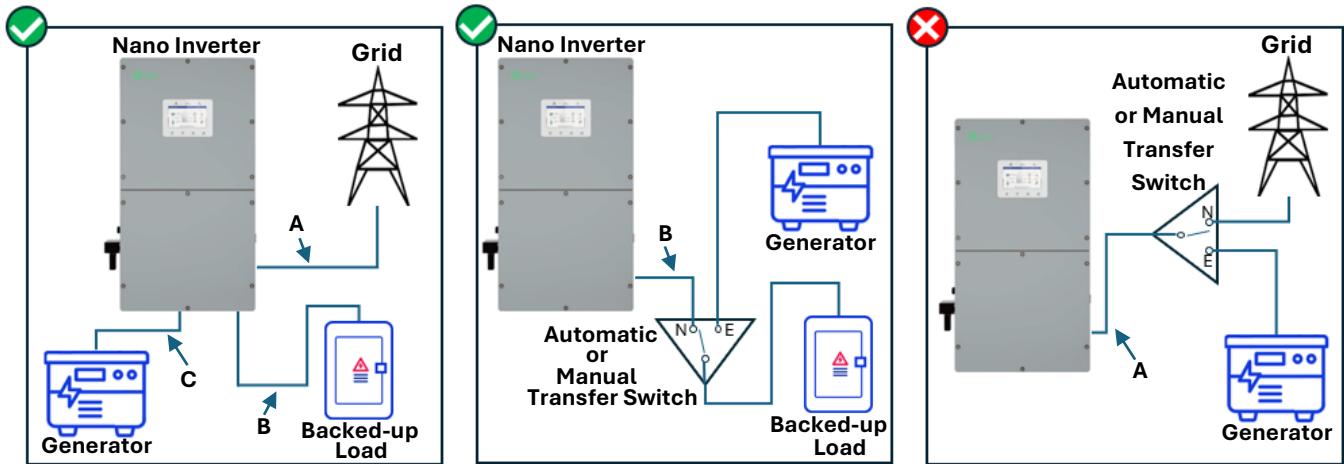 Nano Inverter
Grid
A
C
B
Generator
Backed-up
Load
Nano Inverter
B
Generator
N
E
Automatic
or
Manual
Transfer Switch
Backed-up
Load
Grid
Automatic
or Manual
Transfer
Switch
N
E
A
Generator